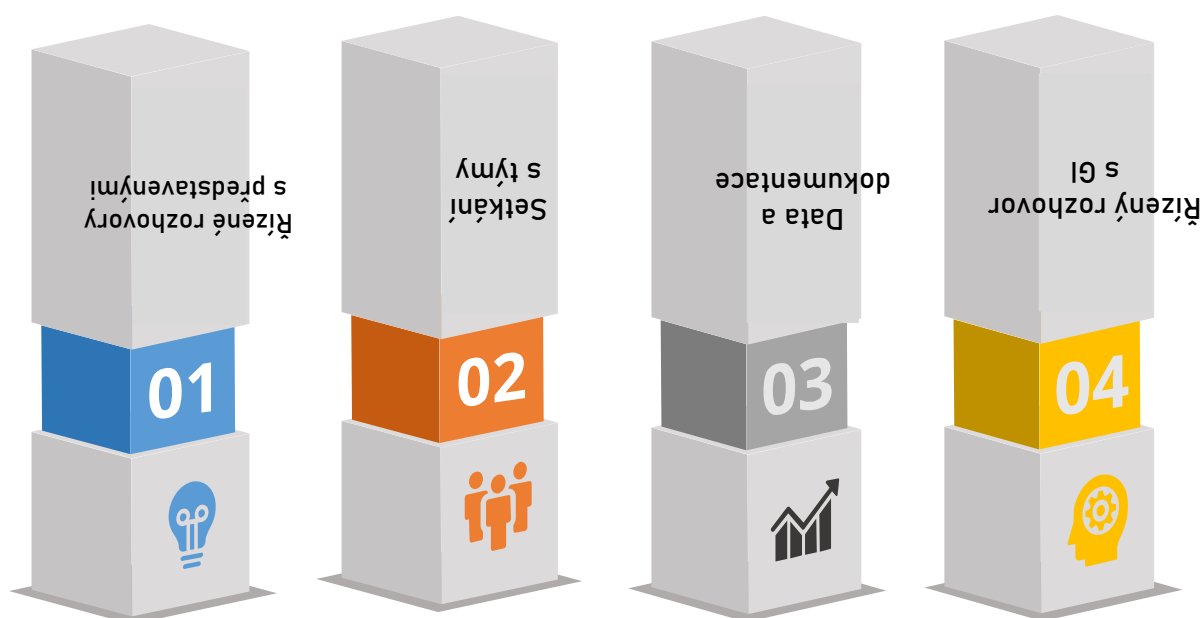 Řízené rozhovory
s představenými
01
Setkání
s týmy
02
Data a
dokumentace
03
Řízený rozhovor
s GI
04